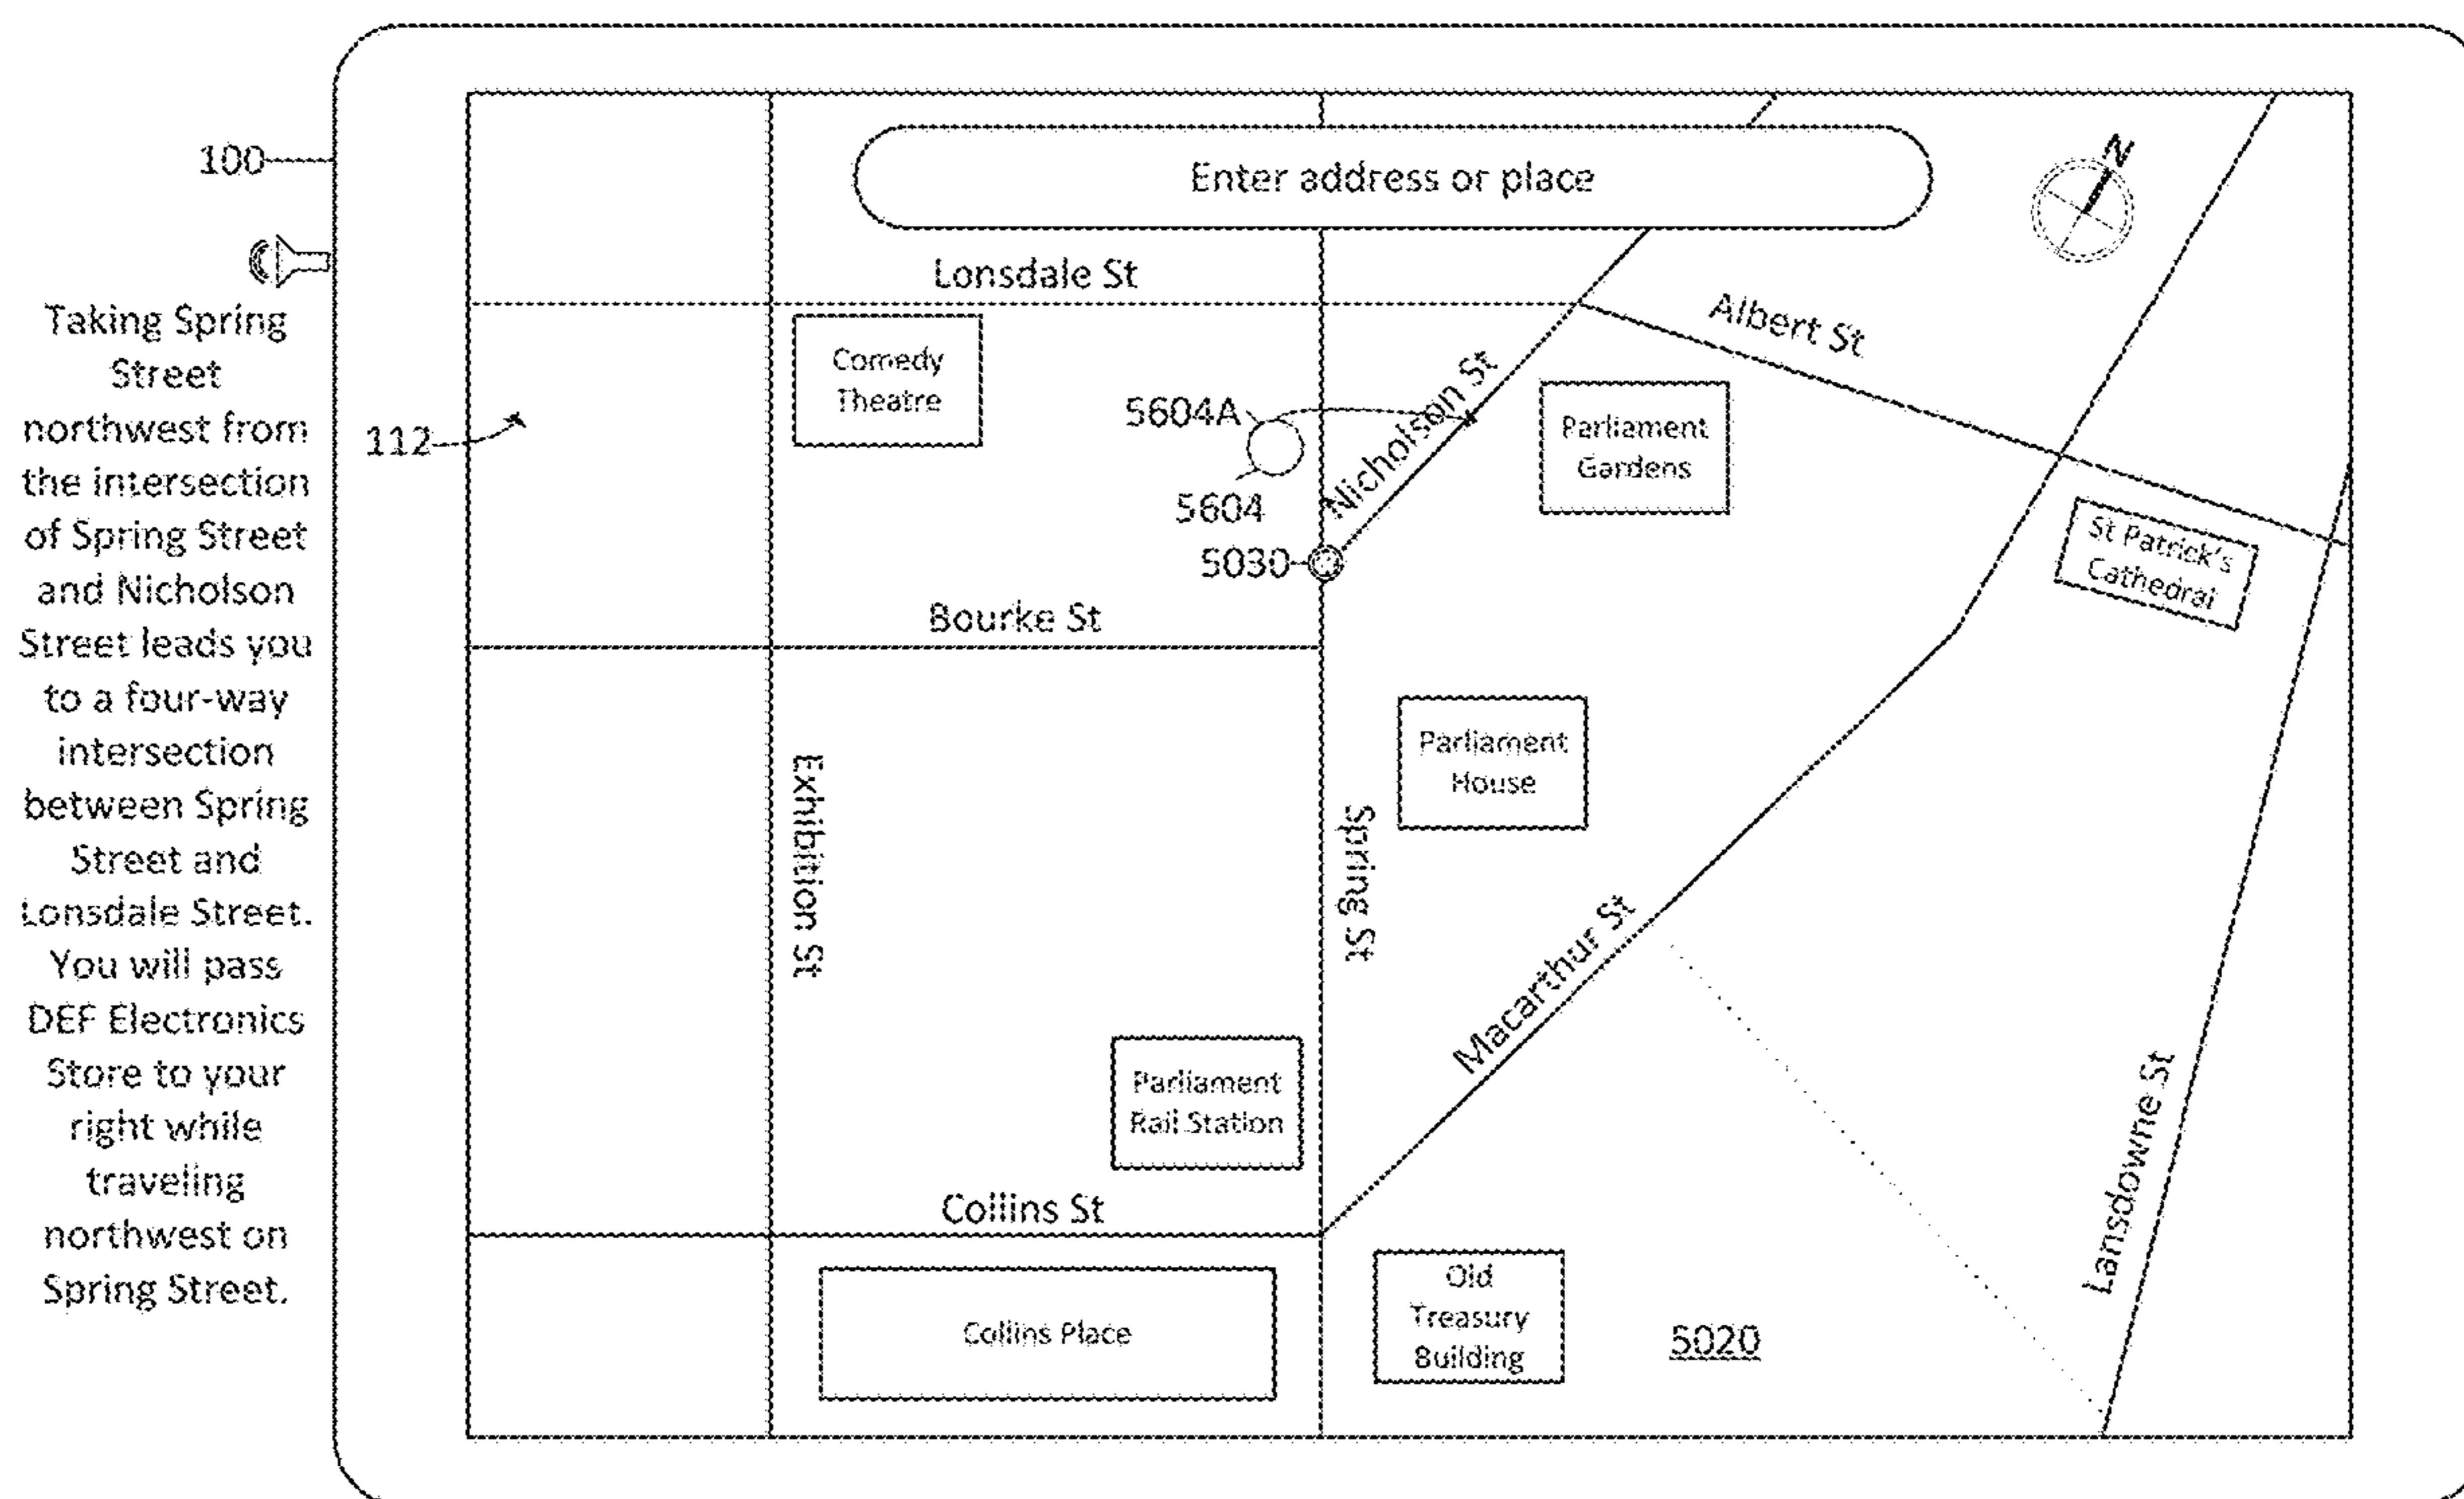 100
Taking Spring
Street
northwest from
the intersection
of Spring Street
and Nicholson
Street leads you
to a four-way
intersection
between Spring
Street and
Lonsdale Street.
You will pass
DEF Electronics
Store to your
right while
traveling
northwest on
Spring Street.
112
Enter address or place
N
Lonsdale St
Albert St
Comedy
Theatre
5604A
5604
5030
Nicholson St
Parliament
Gardens
St Patrick's
Cathedral
Bourke St
Exhibition St
Spring St
Parliament
House
Macarthur St
Parliament
Rail Station
Lansdowne St
Collins St
Collins Place
Old
Treasury
Building
5020